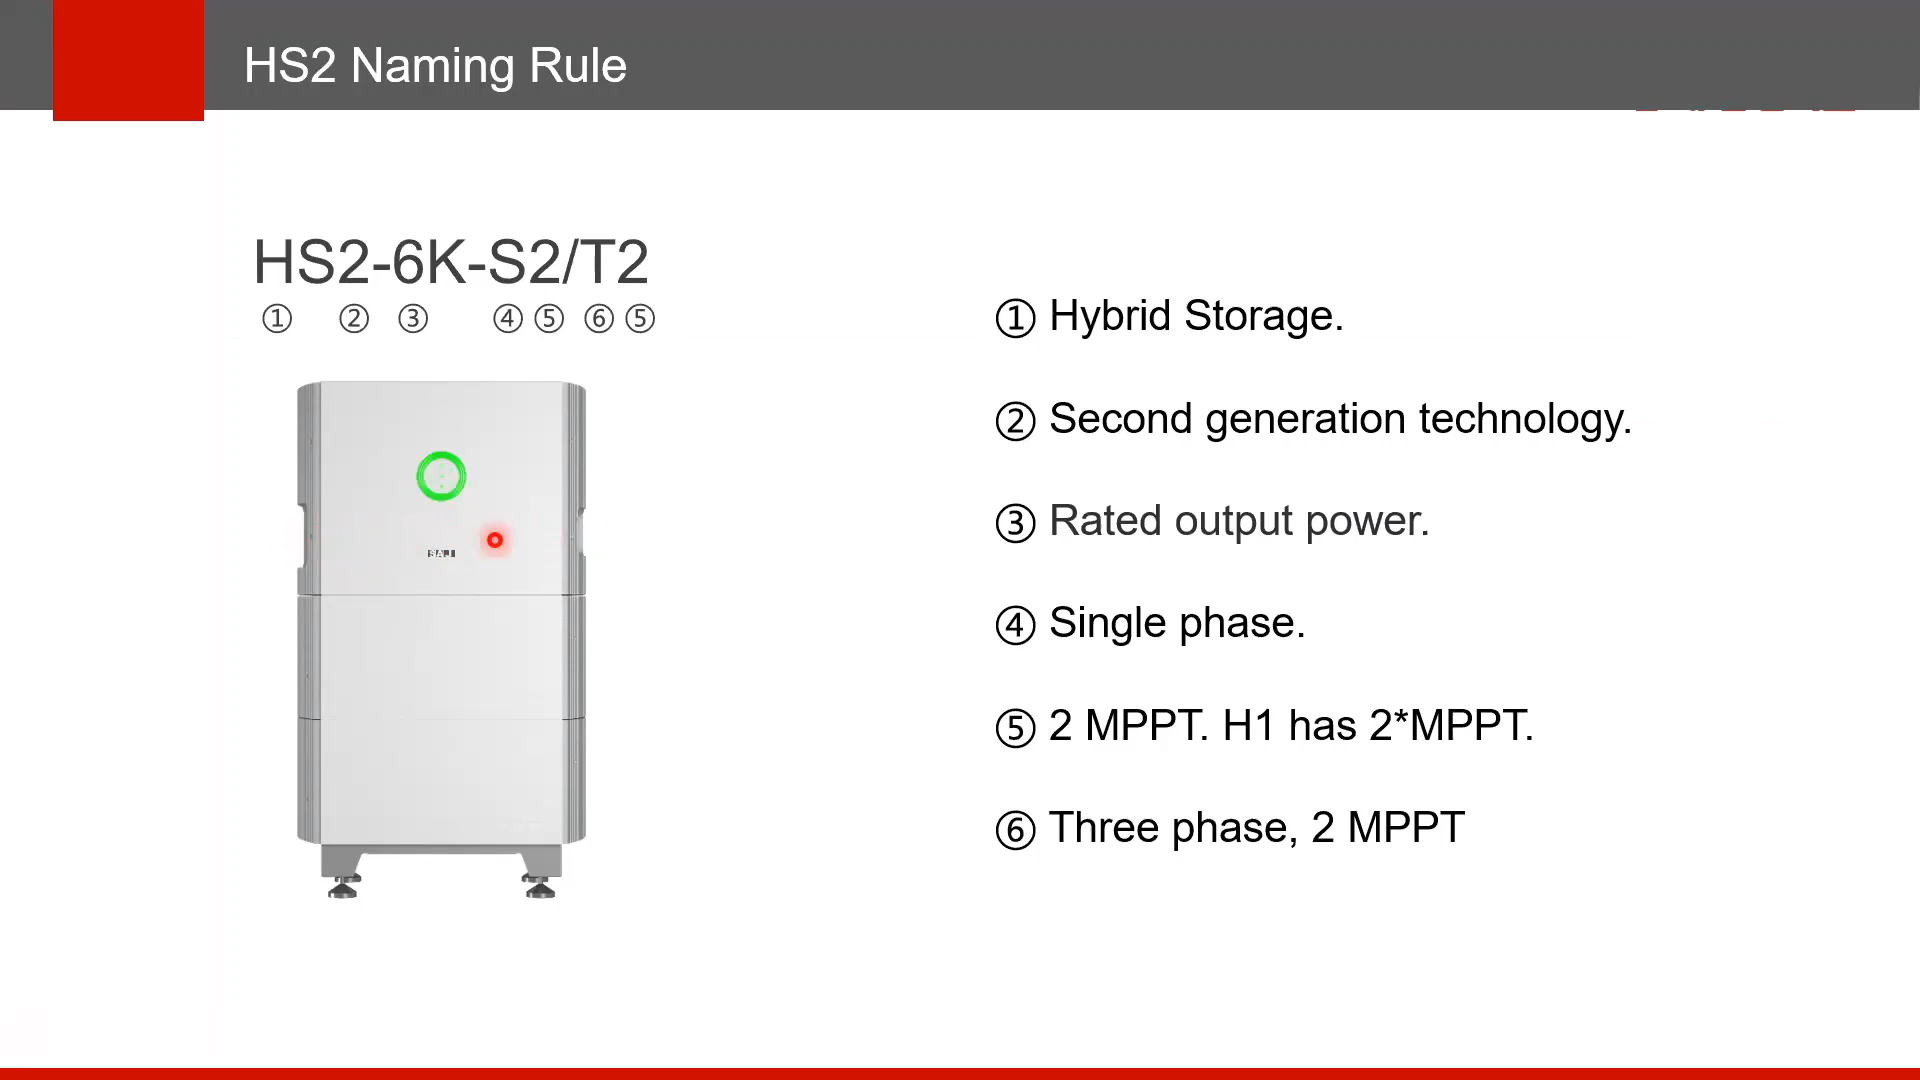 HS2 Naming Rule
HS2-6K-S2/T2
① ② ③ ④ ⑤ ⑥ ⑤
SAJ
① Hybrid Storage.
② Second generation technology.
③ Rated output power.
④ Single phase.
⑤ 2 MPPT. H1 has 2*MPPT.
⑥ Three phase, 2 MPPT